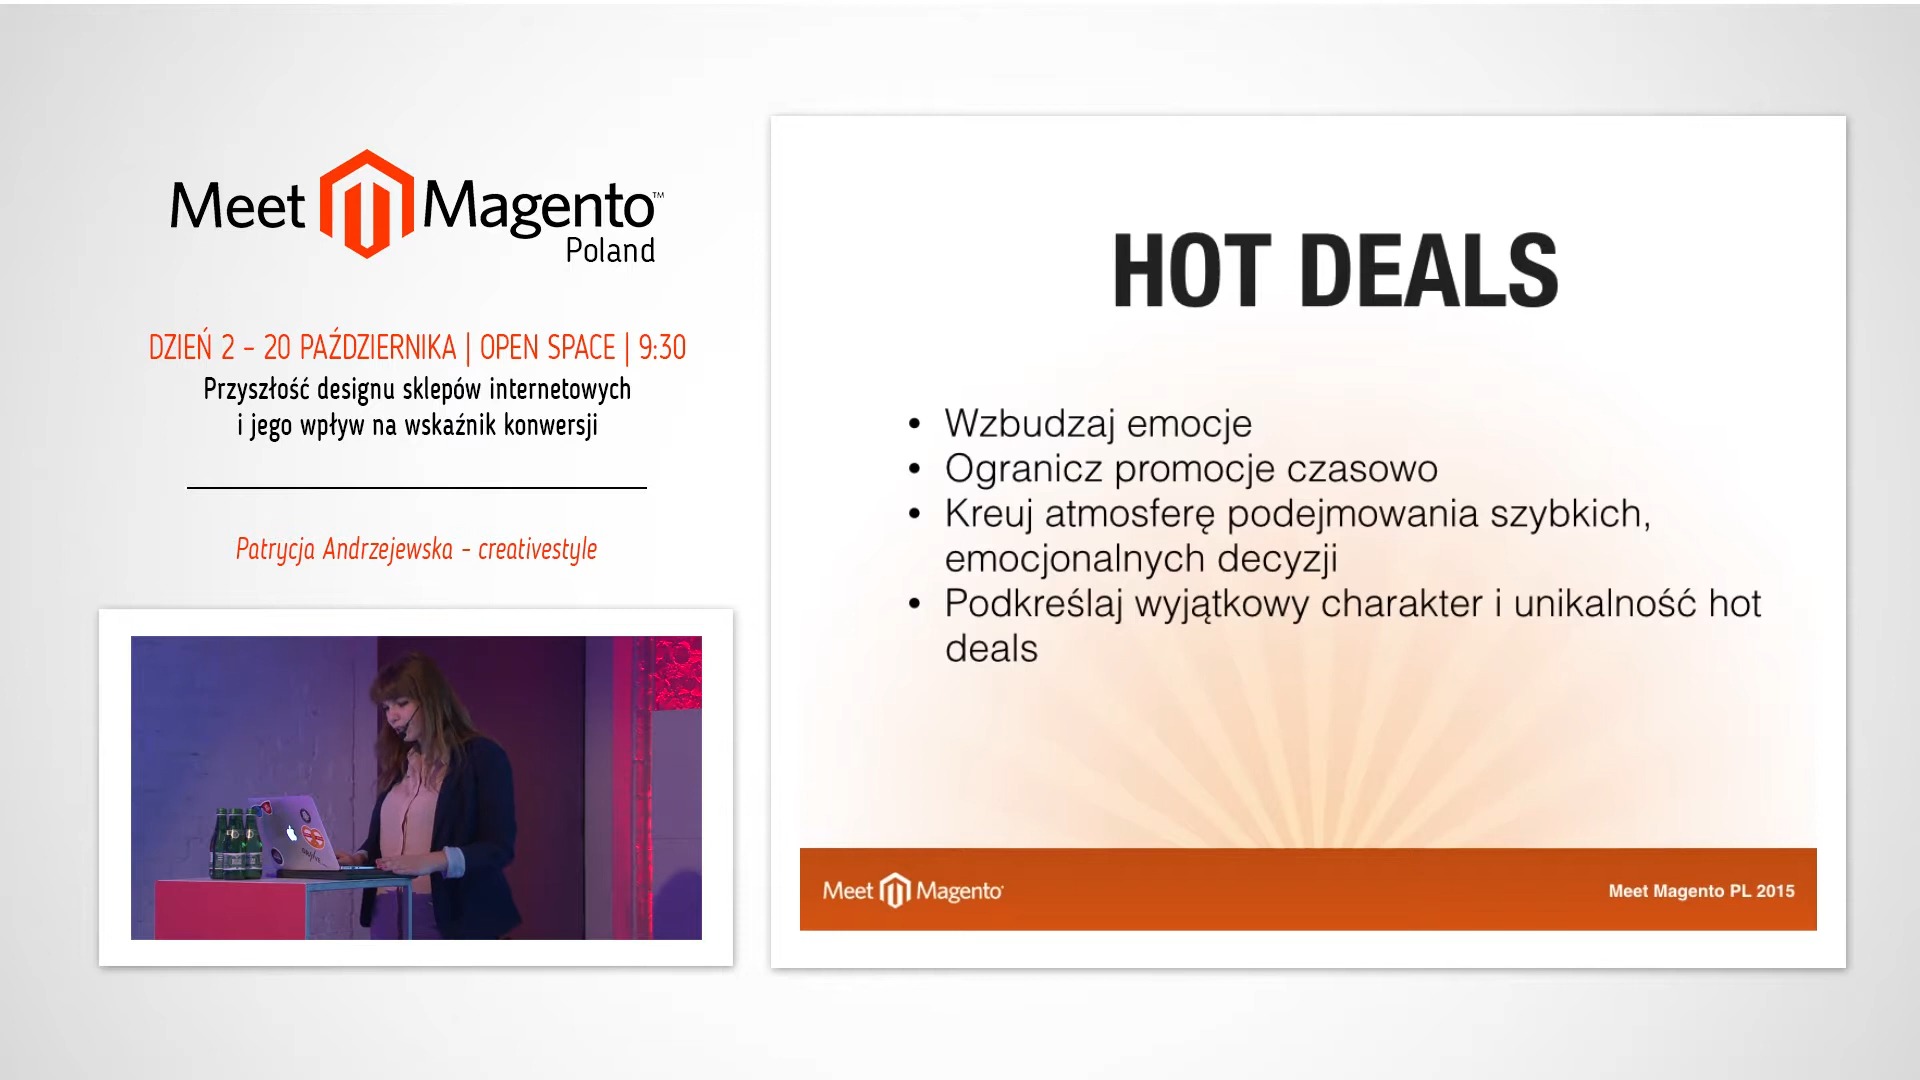 Meet Magento™
Poland
DZIEŃ 2 – 20 PAŹDZIERNIKA | OPEN SPACE | 9:30
Przyszłość designu sklepów internetowych
i jego wpływ na wskaźnik konwersji
Patrycja Andrzejewska - creativestyle
HOT DEALS
• Wzbudzaj emocje
• Ogranicz promocje czasowo
• Kreuj atmosferę podejmowania szybkich,
emocjonalnych decyzji
• Podkreślaj wyjątkowy charakter i unikalność hot
deals
Meet Magento
Meet Magento PL 2015